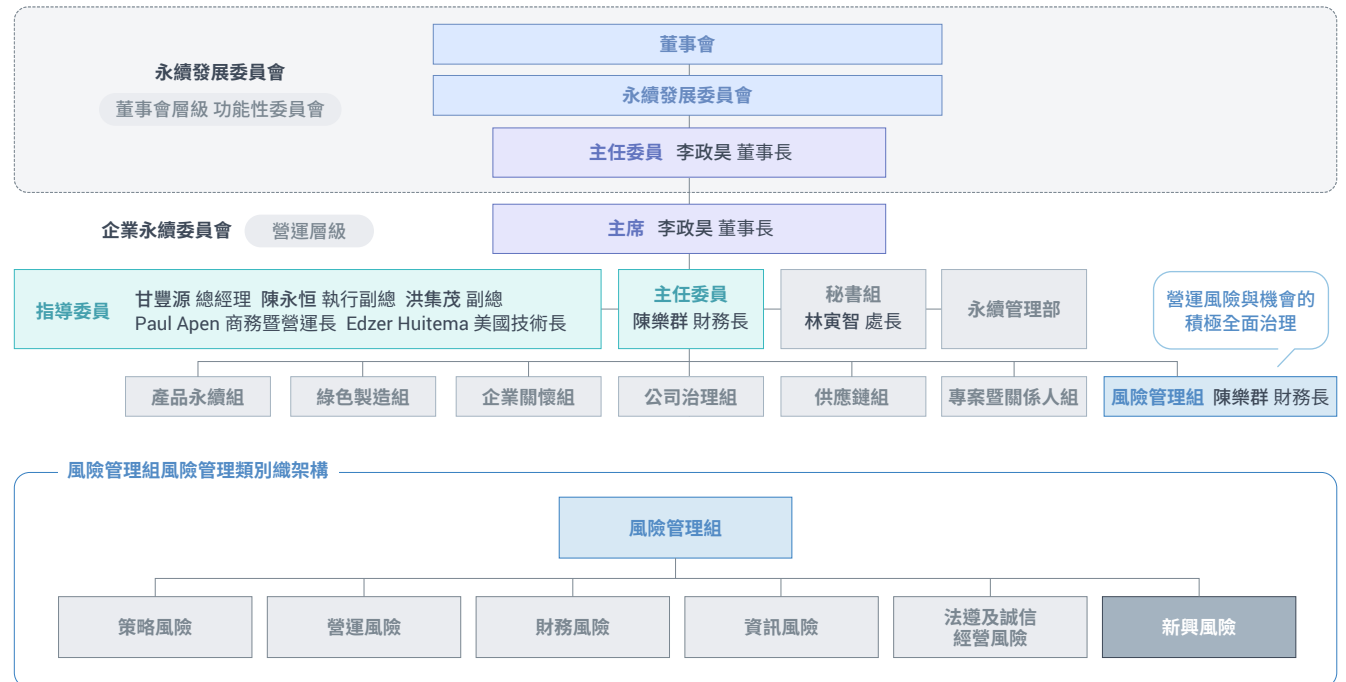 董事會
永續發展委員會
董事會層級 功能性委員會
永續發展委員會
主任委員 李政昊 董事長
企業永續委員會 營運層級
主席 李政昊 董事長
指導委員
甘豐源 總經理 陳永恒 執行副總 洪集茂 副總
Paul Apen 商務暨營運長 Edzer Huitema 美國技術長
主任委員
陳樂群 財務長
秘書組
林寅智 處長
永續管理部
營運風險與機會的
積極全面治理
產品永續組
綠色製造組
企業關懷組
公司治理組
供應鏈組
專案暨關係人組
風險管理組 陳樂群 財務長
風險管理組風險管理類別織架構
風險管理組
策略風險
營運風險
財務風險
資訊風險
法遵及誠信
經營風險
新興風險